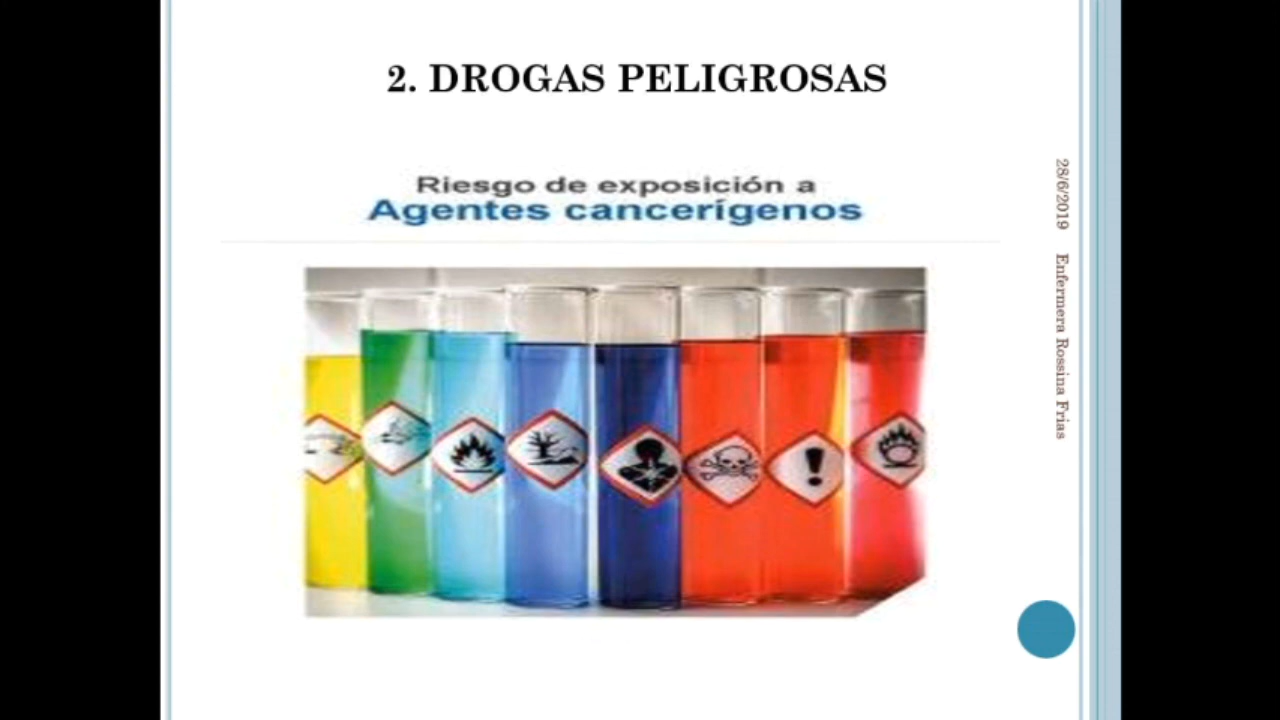 2. DROGAS PELIGROSAS
Riesgo de exposición a
Agentes cancerígenos
28/6/2019 Enfermera Rossina Frias